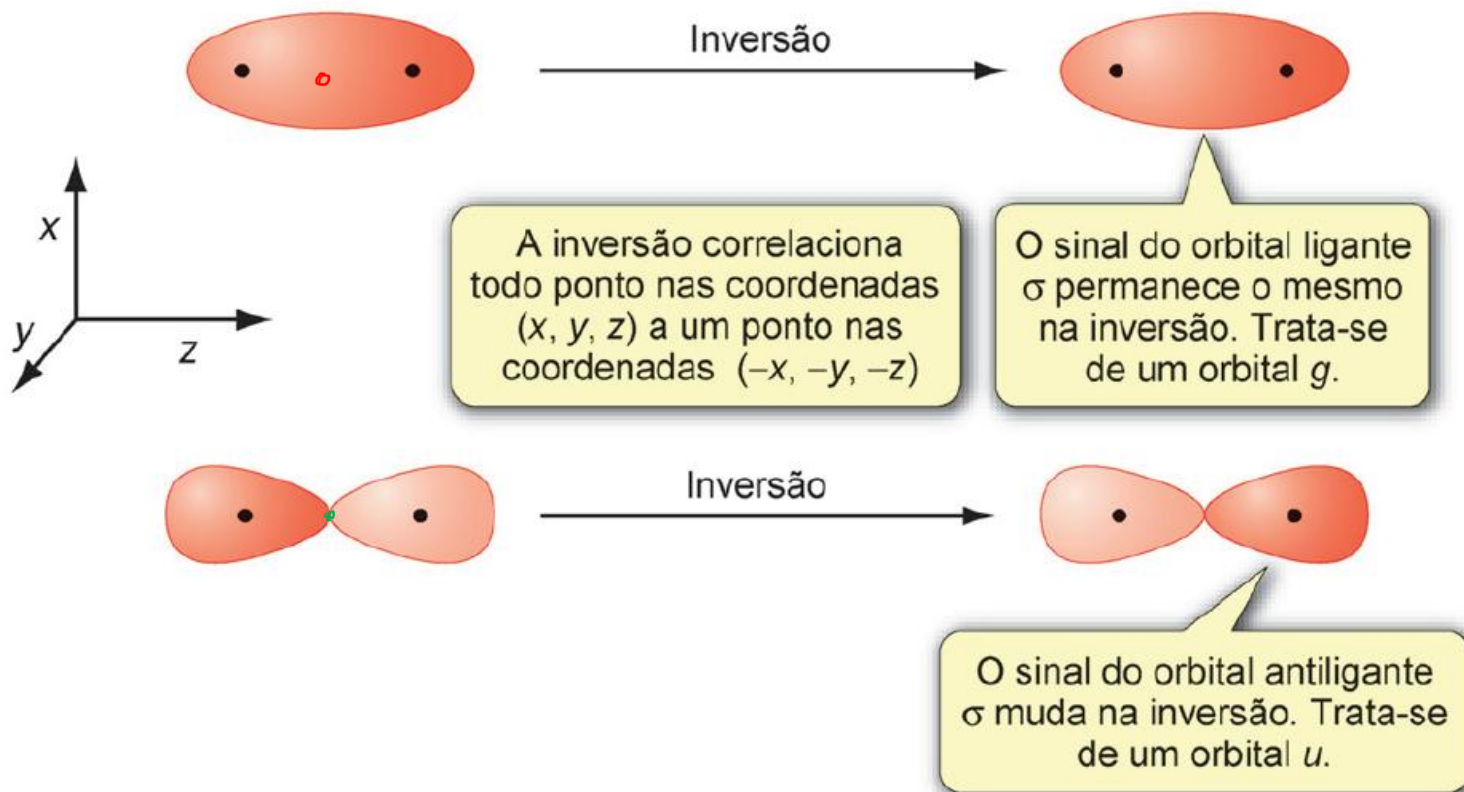 Inversão
x
y
z
A inversão correlaciona
todo ponto nas coordenadas
(x, y, z) a um ponto nas
coordenadas (–x, –y, –z)
O sinal do orbital ligante
σ permanece o mesmo
na inversão. Trata-se
de um orbital g.
Inversão
O sinal do orbital antiligante
σ muda na inversão. Trata-se
de um orbital u.